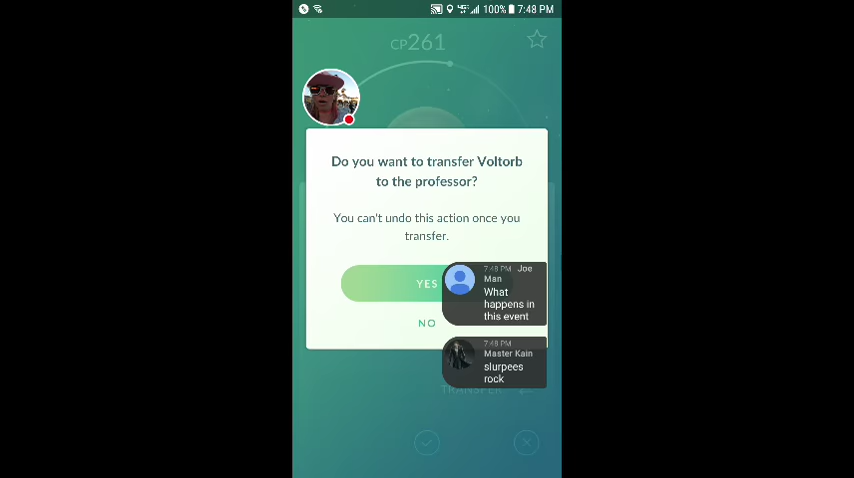 100% 7:48 PM
CP261
Do you want to transfer Voltorb
to the professor?
You can't undo this action once you
transfer.
YES
7:48 PM Joe
Man
What
happens in
this event
NO
7:48 PM
Master Kain
slurpees
rock
TRANSFER